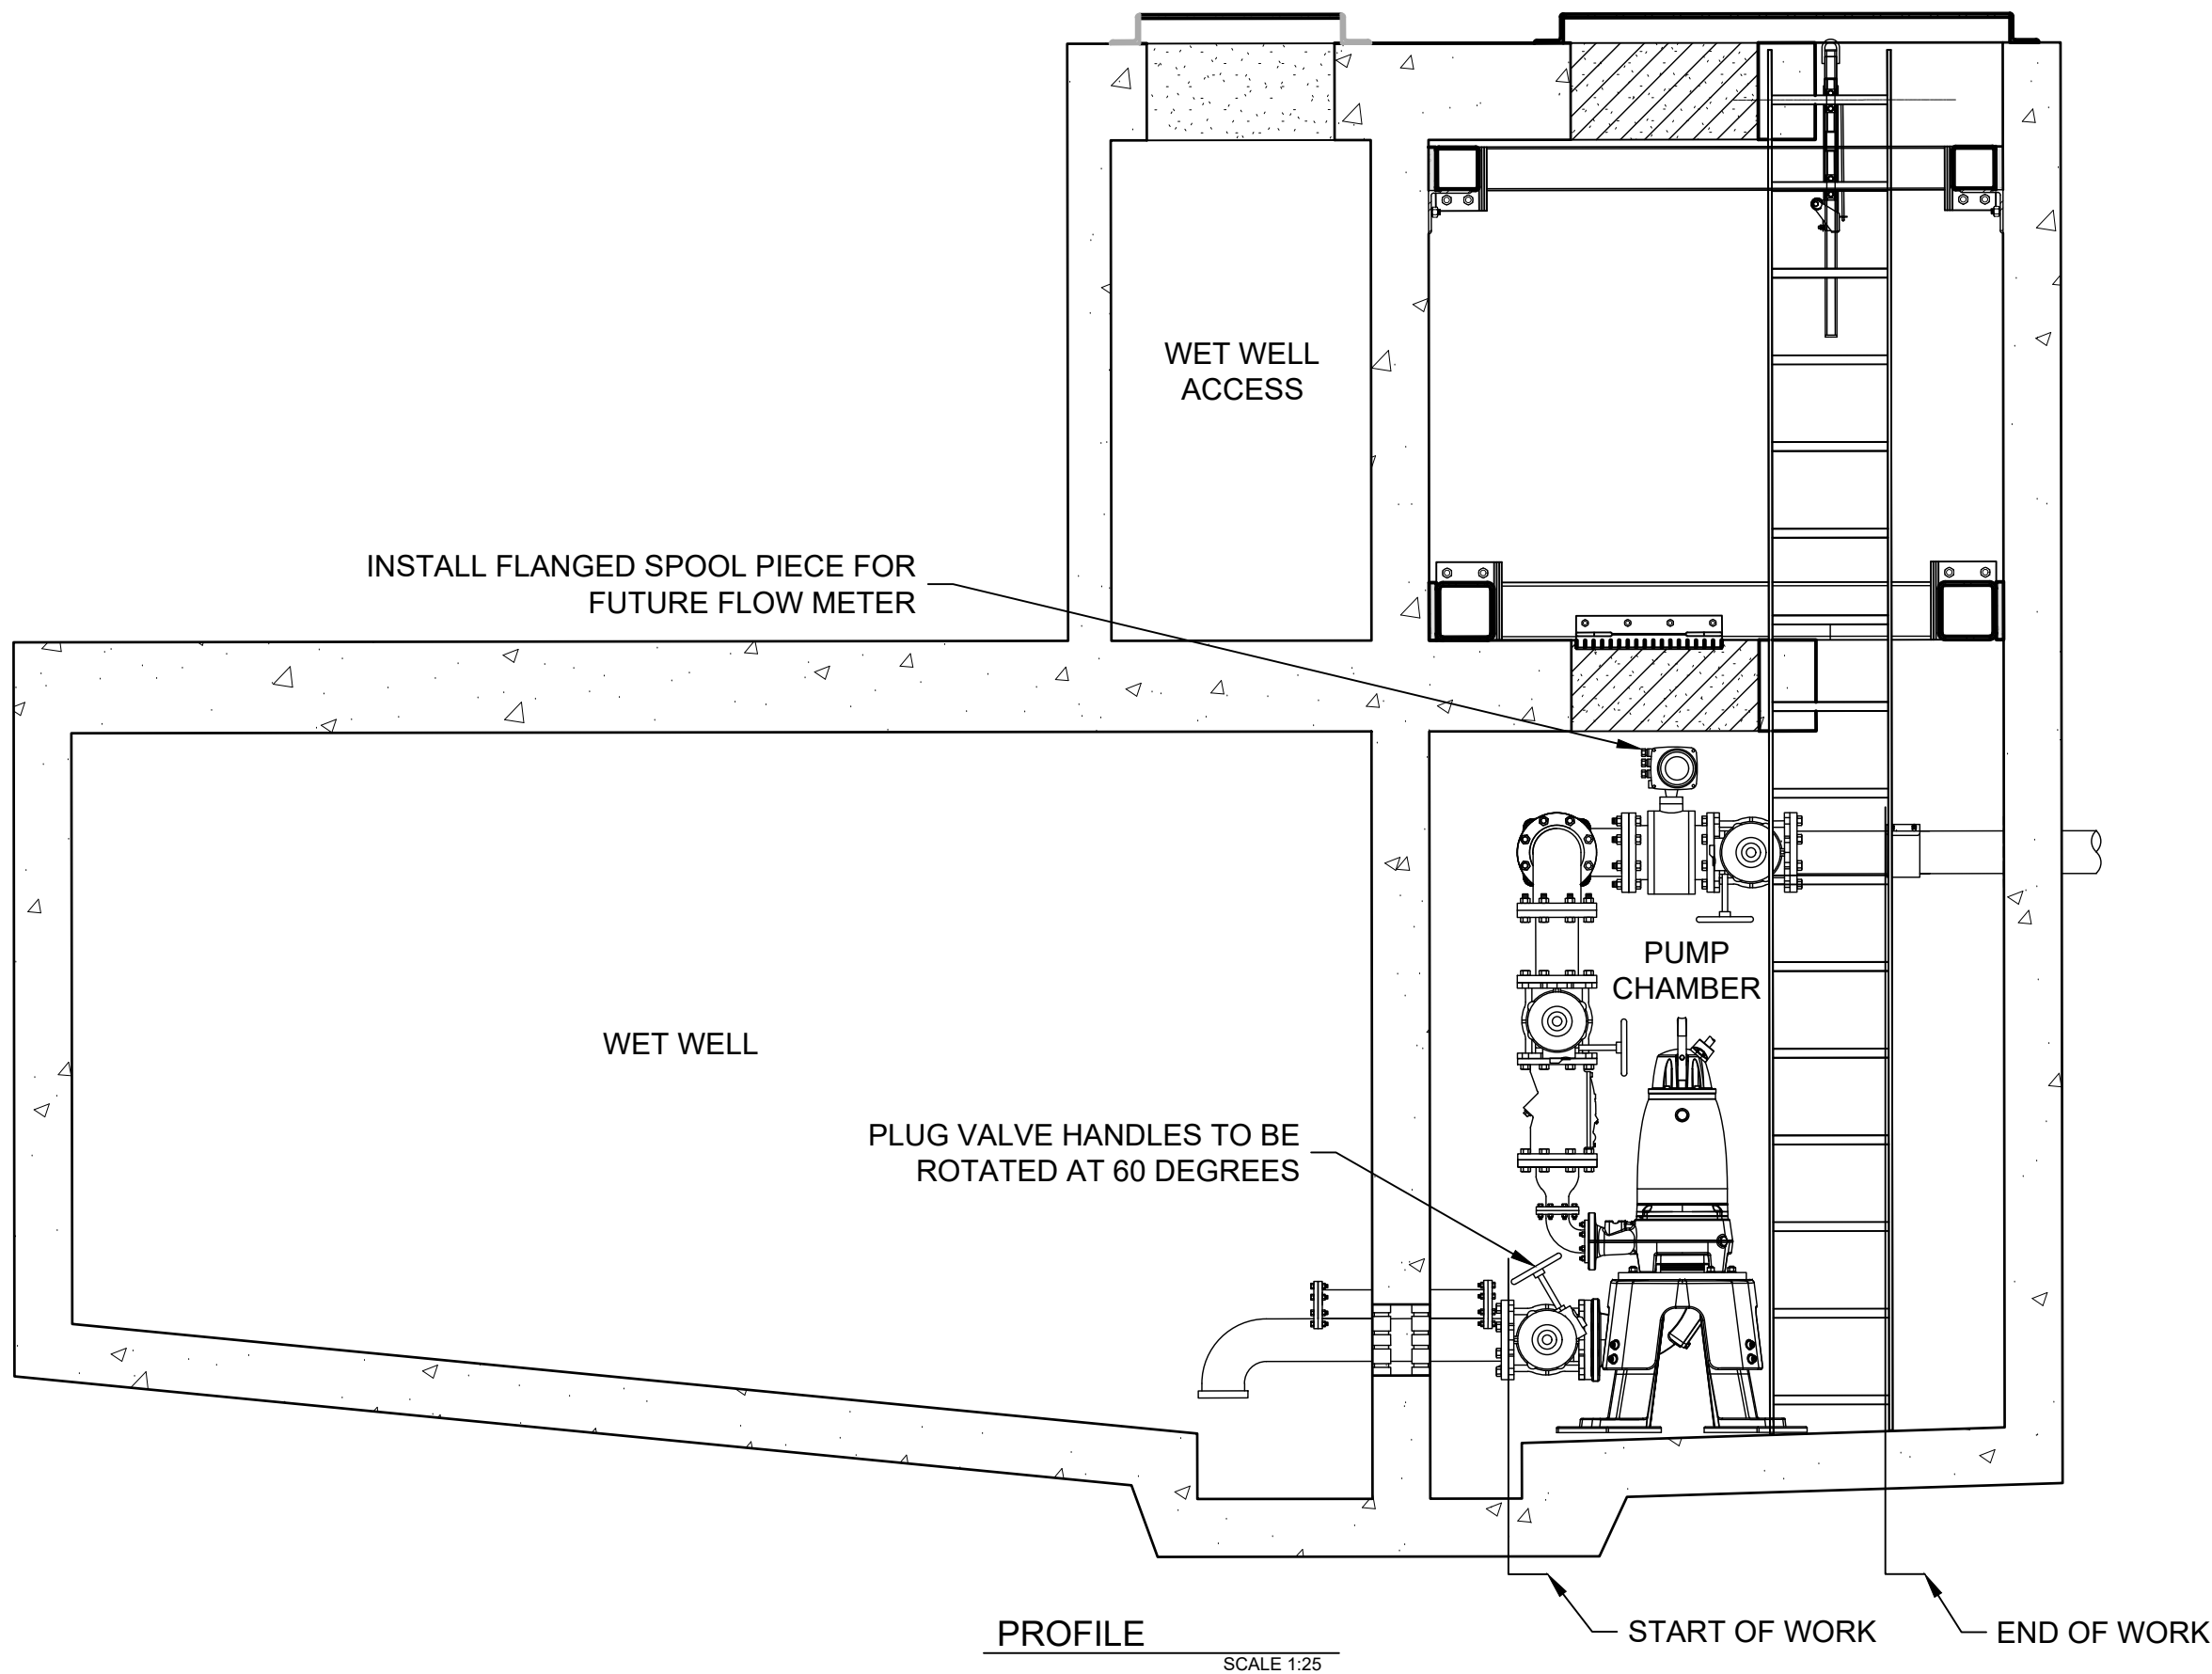 WET WELL
ACCESS
INSTALL FLANGED SPOOL PIECE FOR
FUTURE FLOW METER
PUMP
CHAMBER
WET WELL
PLUG VALVE HANDLES TO BE
ROTATED AT 60 DEGREES
START OF WORK
END OF WORK
PROFILE
SCALE 1:25